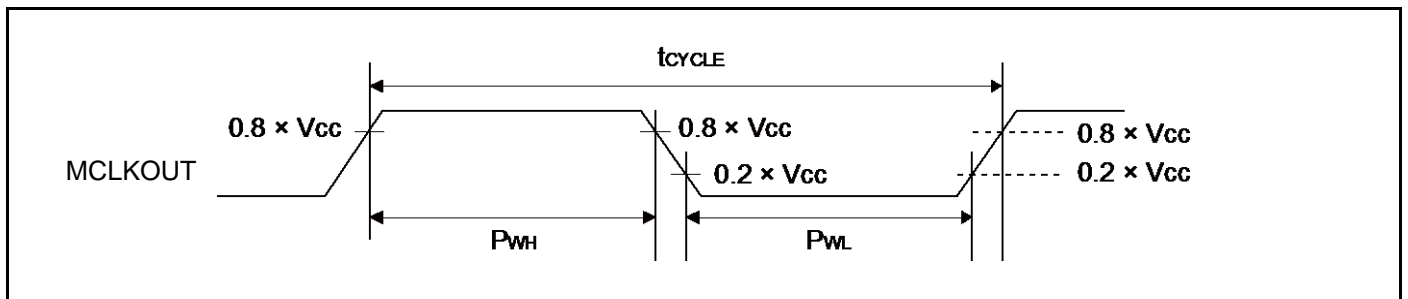 tCYCLE
0.8 × Vcc
0.8 × Vcc
0.8 × Vcc
MCLKOUT
0.2 × Vcc
0.2 × Vcc
PWH
PWL